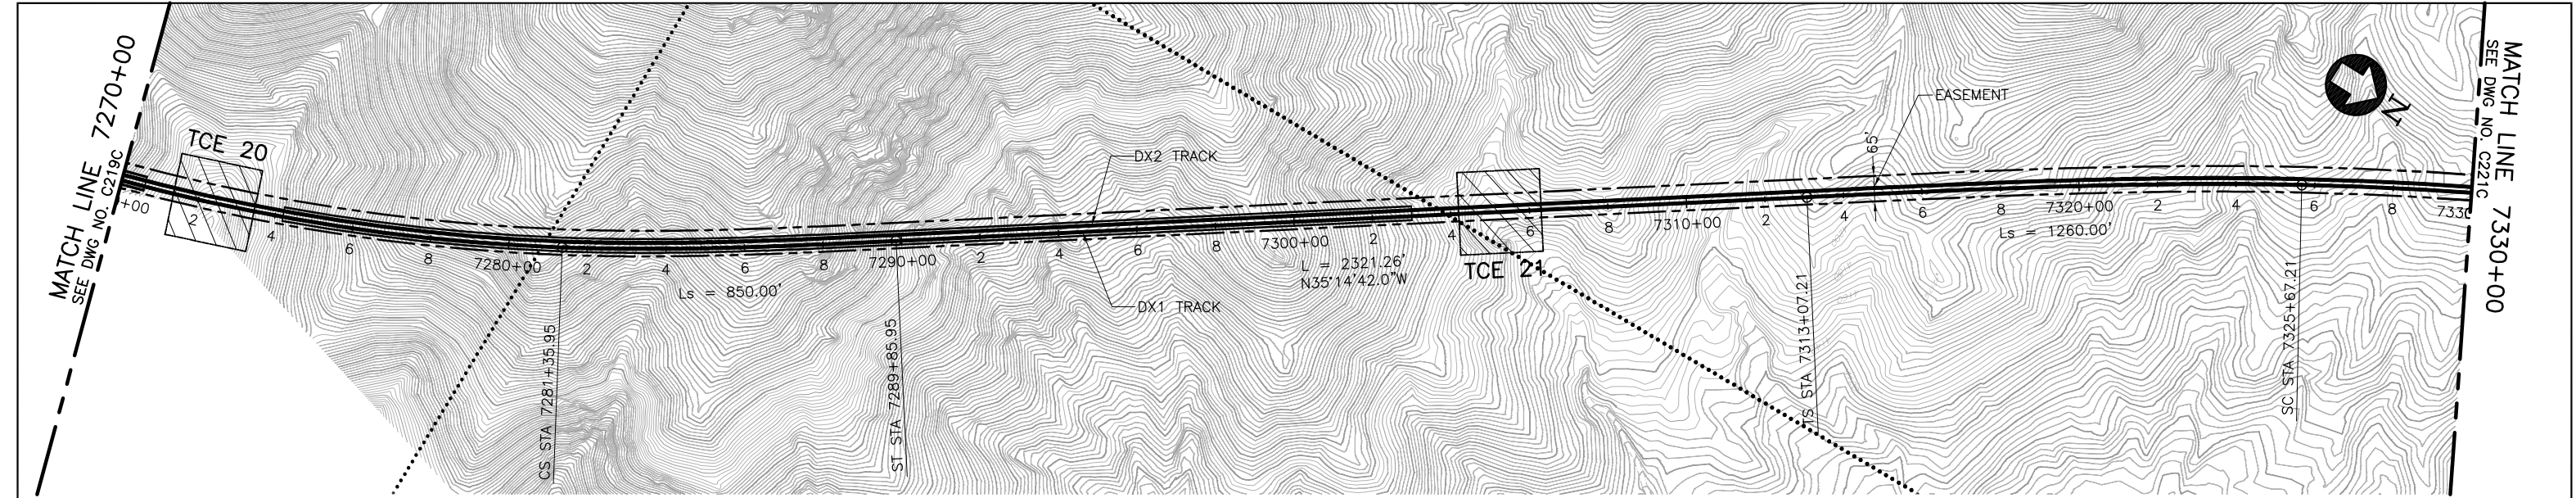 MATCH LINE 7270+00
SEE DWG NO. C219C
+00
TCE 20
2
4
6
8
7280+00
2
4
6
8
7290+00
2
4
6
8
7300+00
2
4
6
8
7310+00
2
4
6
8
7320+00
2
4
6
8
733
CS STA 7281+35.95
Ls = 850.00'
ST STA 7289+85.95
DX2 TRACK
DX1 TRACK
L = 2321.26'
N35°14'42.0"W
TCE 21
TS STA 7313+07.21
65'
EASEMENT
Ls = 1260.00'
SC STA 7325+67.21
N
MATCH LINE 7330+00
SEE DWG NO. C221C